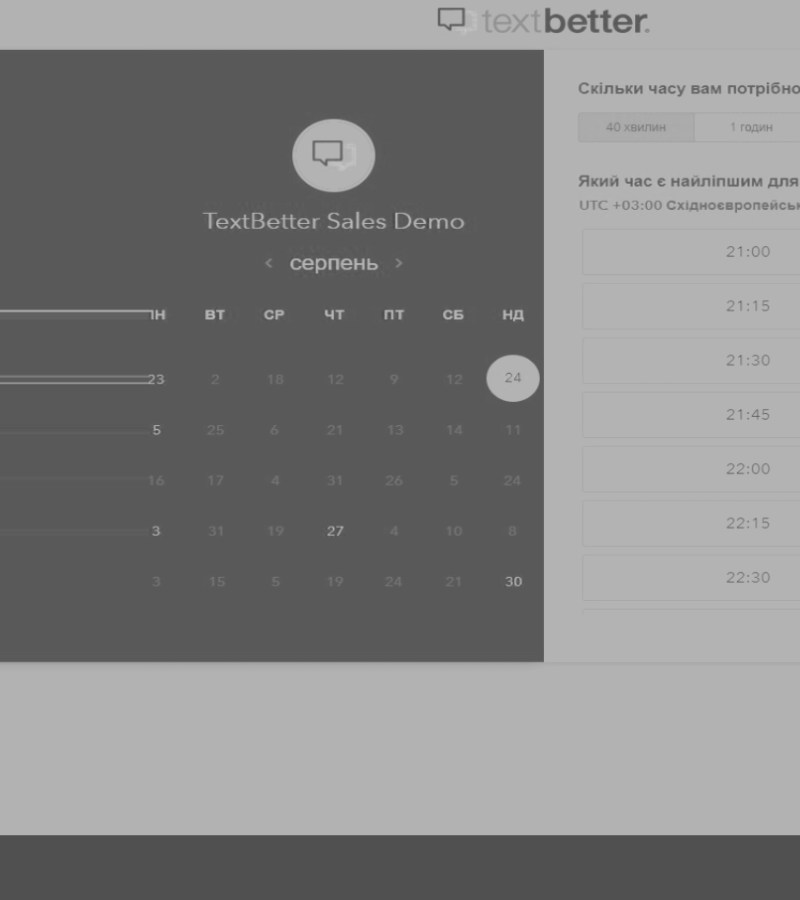 textbetter.
TextBetter Sales Demo
‹ серпень ›
ПН ВТ СР ЧТ ПТ СБ НД
23 2 18 12 9 12 24
5 25 6 21 13 14 11
16 17 4 31 26 5 24
3 31 19 27 4 10 8
3 15 5 19 24 21 30
Скільки часу вам потрібно
40 хвилин 1 годин
Який час є найліпшим для
UTC +03:00 Східноєвропейськ
21:00
21:15
21:30
21:45
22:00
22:15
22:30